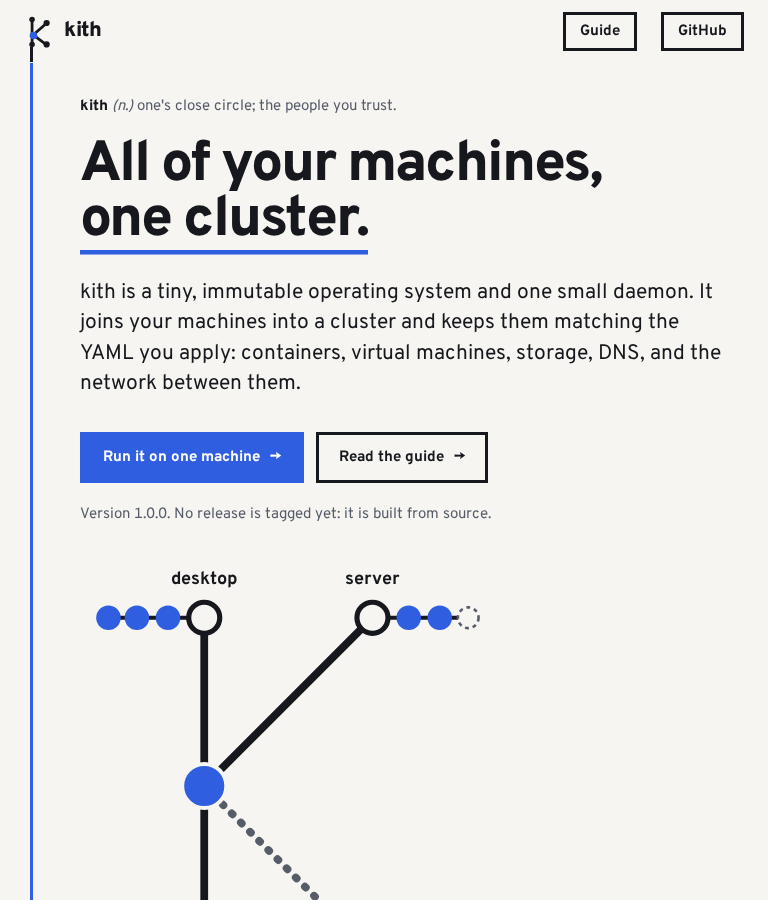 kith
Guide
GitHub
kith (n.) one's close circle; the people you trust.
All of your machines,
one cluster.
kith is a tiny, immutable operating system and one small daemon. It
joins your machines into a cluster and keeps them matching the
YAML you apply: containers, virtual machines, storage, DNS, and the
network between them.
Run it on one machine →
Read the guide →
Version 1.0.0. No release is tagged yet: it is built from source.
desktop
server